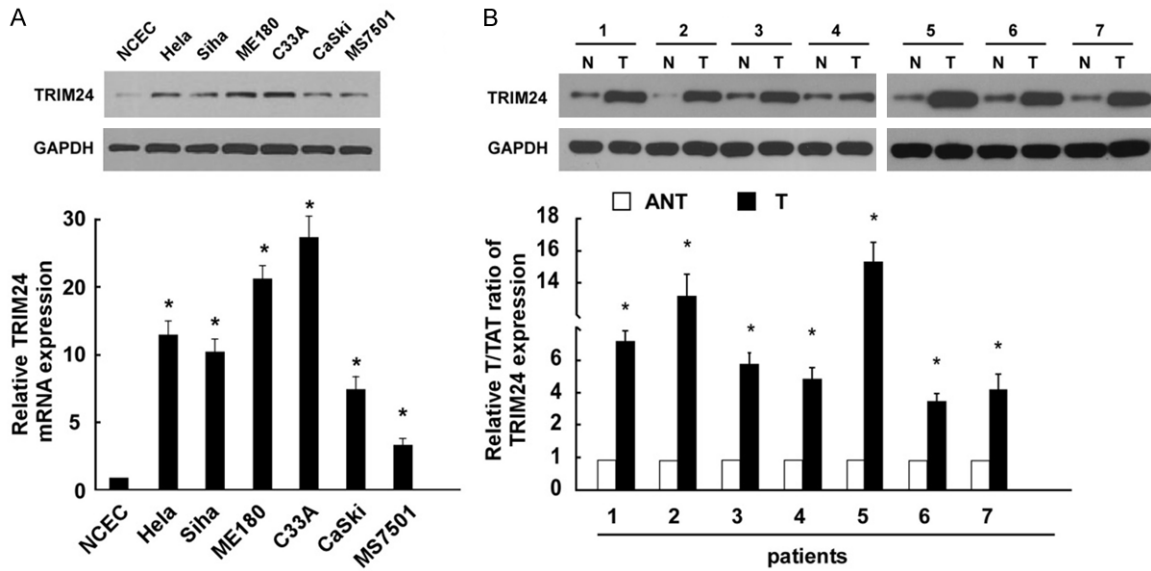 A
NCEC Hela Siha ME180 C33A CaSki MS7501
TRIM24
GAPDH
Relative TRIM24
mRNA expression
30
20
10
5
0
NCEC Hela Siha ME180 C33A CaSki MS7501
B
1 2 3 4 5 6 7
N T N T N T N T N T N T N T
TRIM24
GAPDH
ANT T
Relative T/TAT ratio of
TRIM24 expression
18
16
14
6
4
2
1
0
* * * * * *
* * * * * * *
1 2 3 4 5 6 7
patients